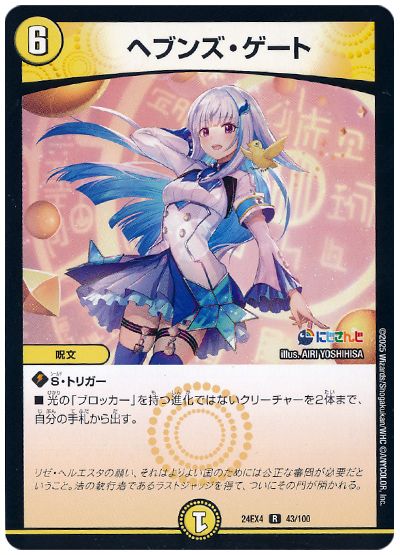 6
ヘブンズ・ゲート
にじさんじ
illus. AIRI YOSHIHISA
呪文
S・トリガー
■光の「ブロッカー」を持つ進化ではないクリーチャーを2体まで、
自分の手札から出す。
リゼ・ヘルエスタの願い、それはよりよい国のためには公正な審問が必要だと
いうこと。法の執行者であるラストジャッジを得て、ついにその門が開かれる。
1
24EX4 R 43/100
©2025 Wizards/Shogakukan/WHC ©ANYCOLOR, Inc.